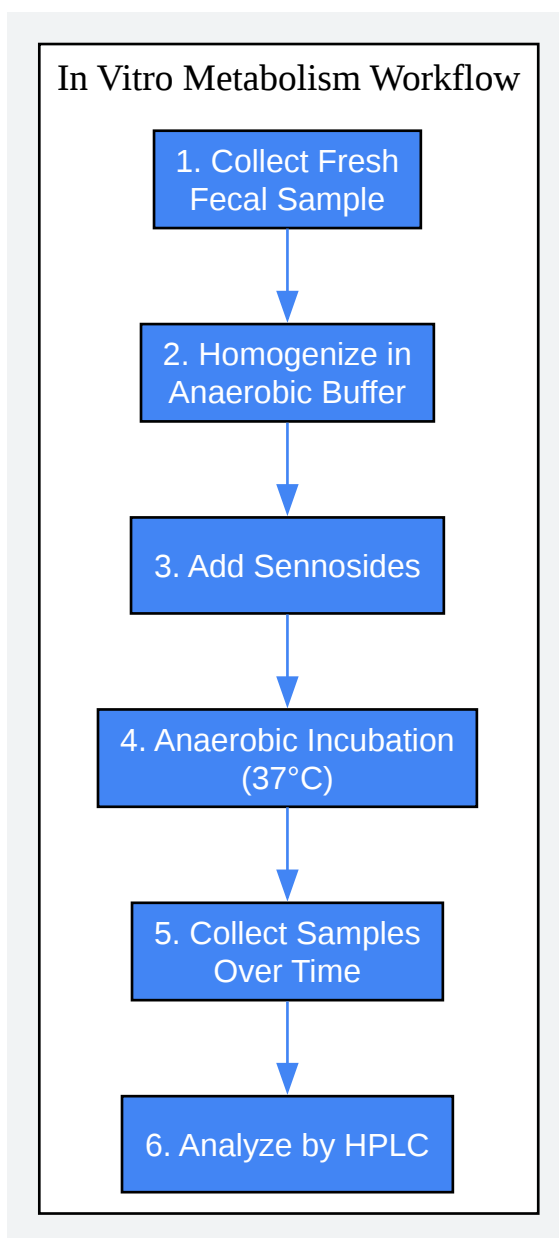 In Vitro Metabolism Workflow
1. Collect Fresh
Fecal Sample
2. Homogenize in
Anaerobic Buffer
3. Add Sennosides
4. Anaerobic Incubation
(37°C)
5. Collect Samples
Over Time
6. Analyze by HPLC